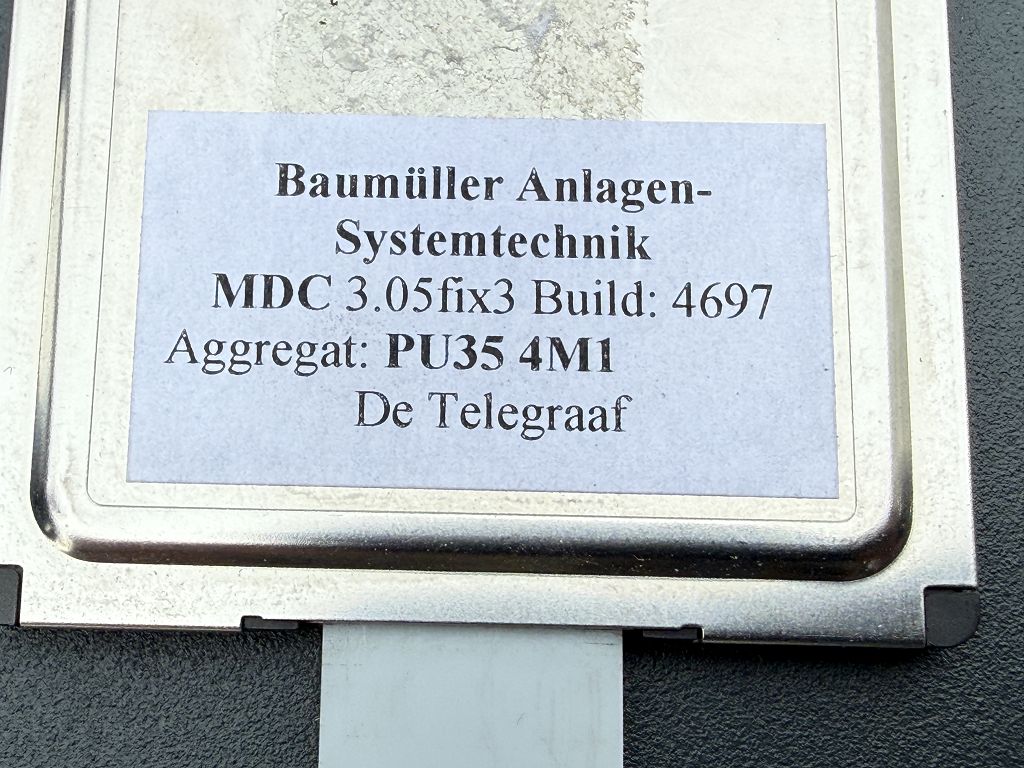 Baumüller Anlagen-
Systemtechnik
MDC 3.05fix3 Build: 4697
Aggregat: PU35 4M1
De Telegraaf